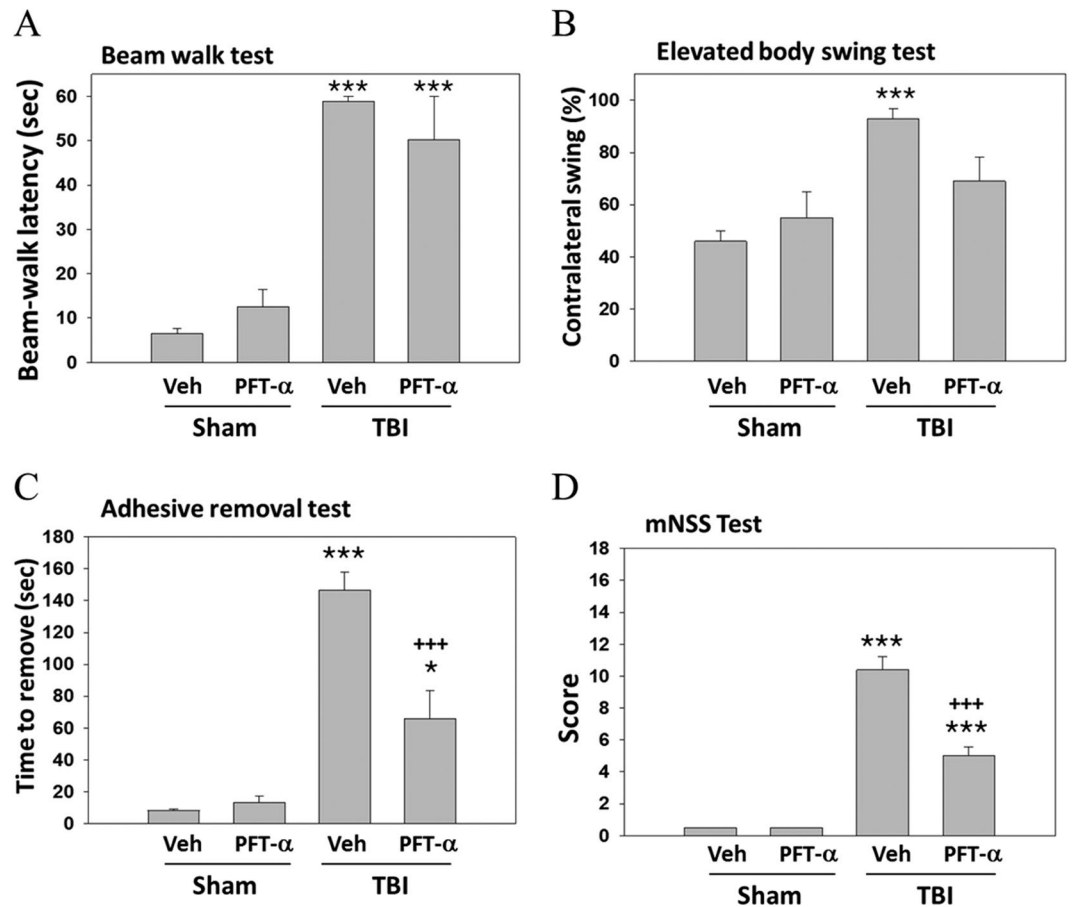 A
Beam walk test
Beam-walk latency (sec)
60
50
40
30
20
10
0
*** ***
Veh PFT-α Veh PFT-α
Sham TBI
B
Elevated body swing test
Contralateral swing (%)
100
80
60
40
20
0
***
Veh PFT-α Veh PFT-α
Sham TBI
C
Adhesive removal test
Time to remove (sec)
180
160
140
120
100
80
60
40
20
0
***
+++
*
Veh PFT-α Veh PFT-α
Sham TBI
D
mNSS Test
Score
18
16
14
12
10
8
6
4
2
0
***
+++
***
Veh PFT-α Veh PFT-α
Sham TBI